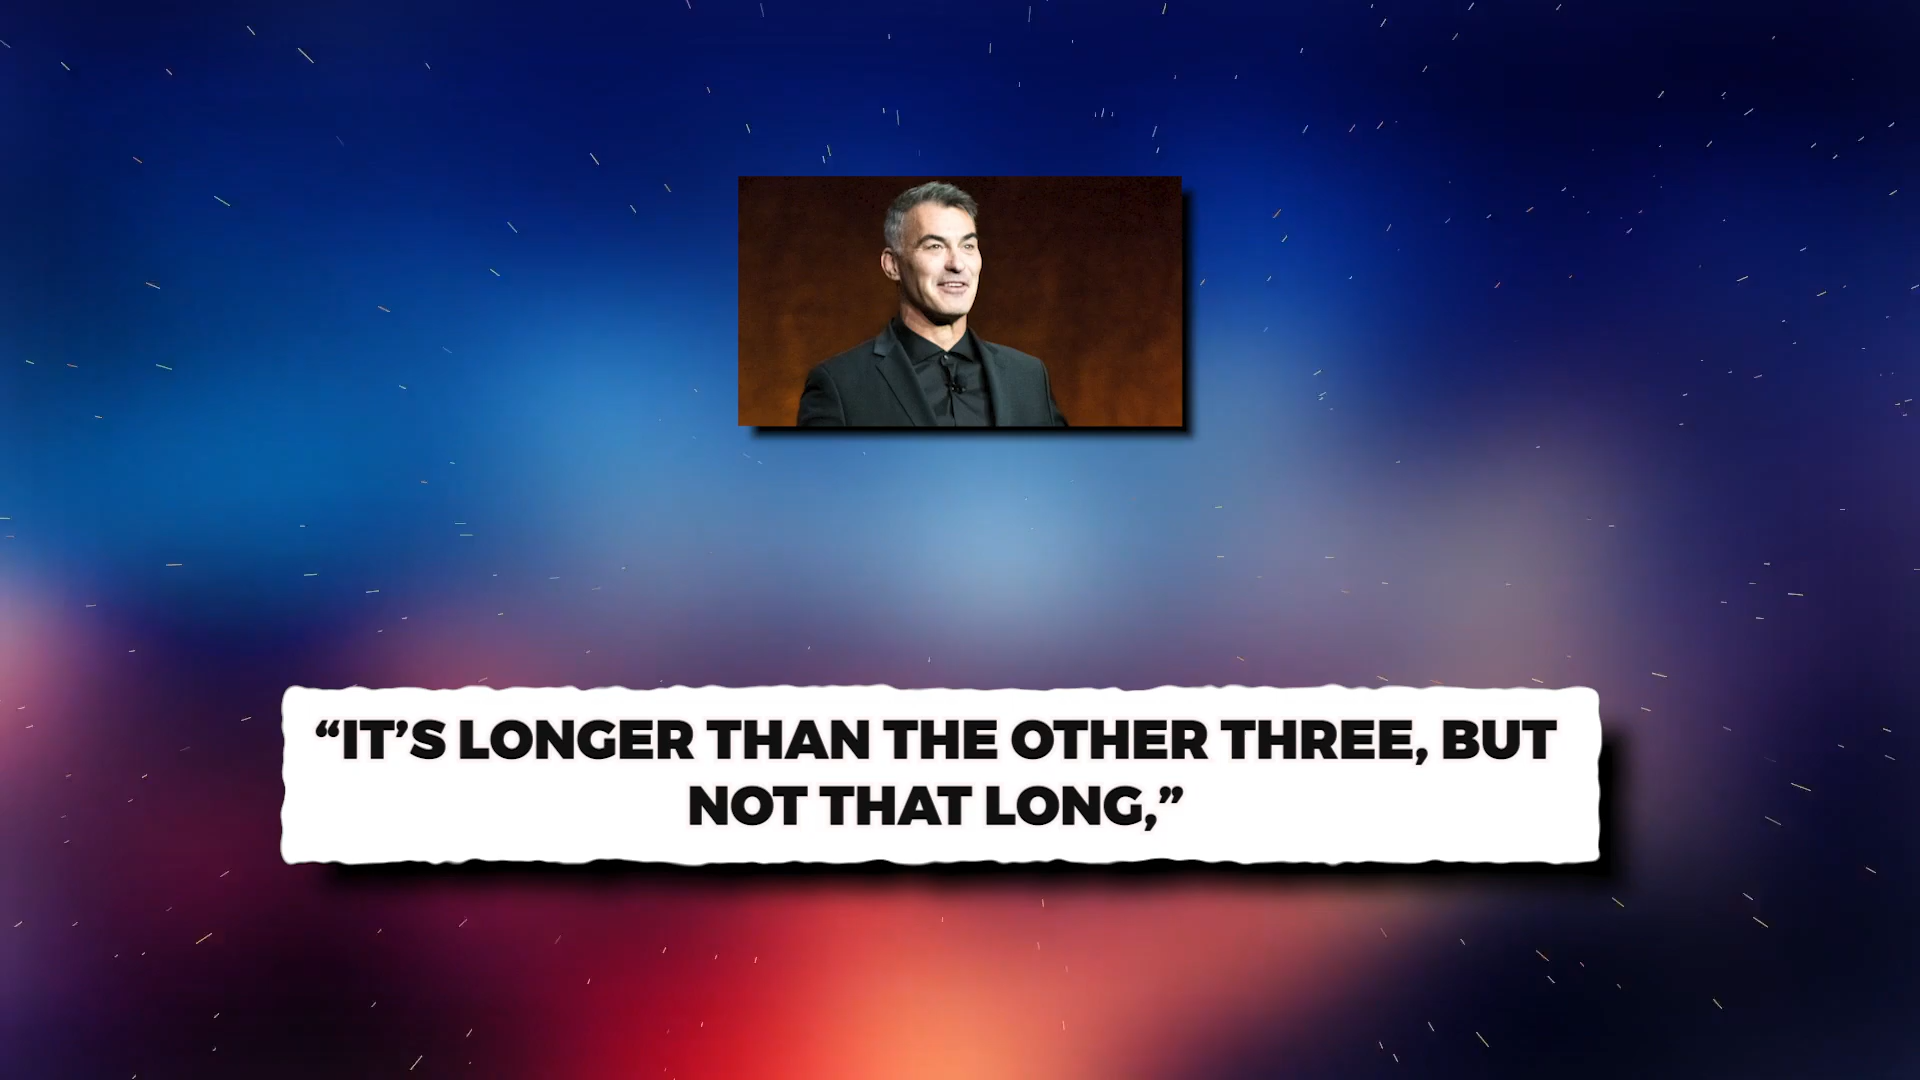 “IT’S LONGER THAN THE OTHER THREE, BUT
NOT THAT LONG,”